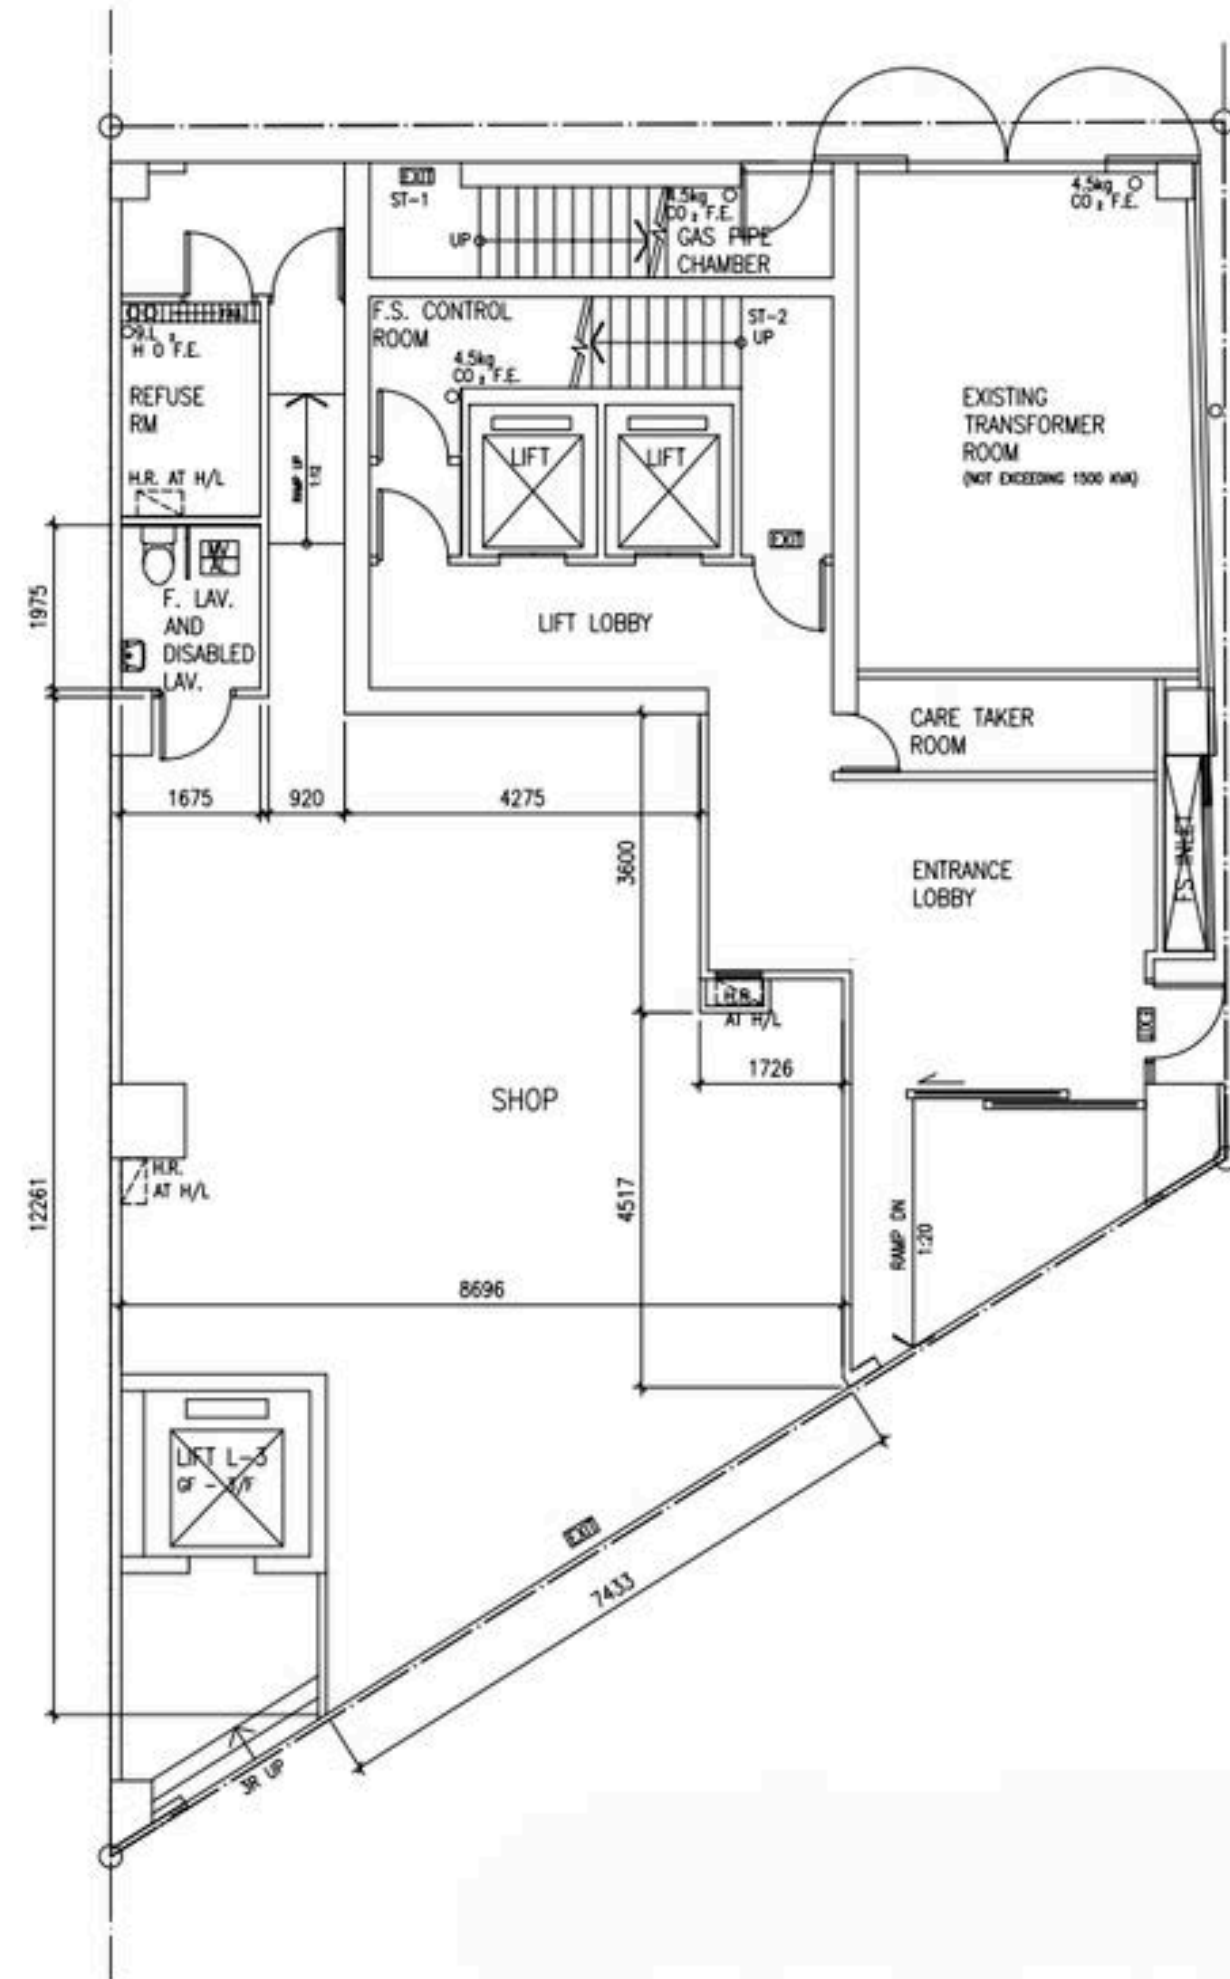 EXIT
ST-1
UP
4.5kg
CO₂ F.E.
GAS PIPE
CHAMBER
4.5kg
CO₂ F.E.
F.S. CONTROL
ROOM
ST-2
UP
9L
H₂O F.E.
4.5kg
CO₂ F.E.
REFUSE
RM
EXISTING
TRANSFORMER
ROOM
(NOT EXCEEDING 1500 KVA)
LIFT
LIFT
H.R. AT H/L
RAMP UP
1:12
EXIT
1975
F. LAV.
AND
DISABLED
LAV.
LIFT LOBBY
CARE TAKER
ROOM
1675
920
4275
3600
F.S INLET
ENTRANCE
LOBBY
H.R.
AT H/L
EXIT
1726
SHOP
H.R.
AT H/L
12261
4517
RAMP DN
1:20
8696
LIFT L-3
GF - 3/F
EXIT
7433
3R UP